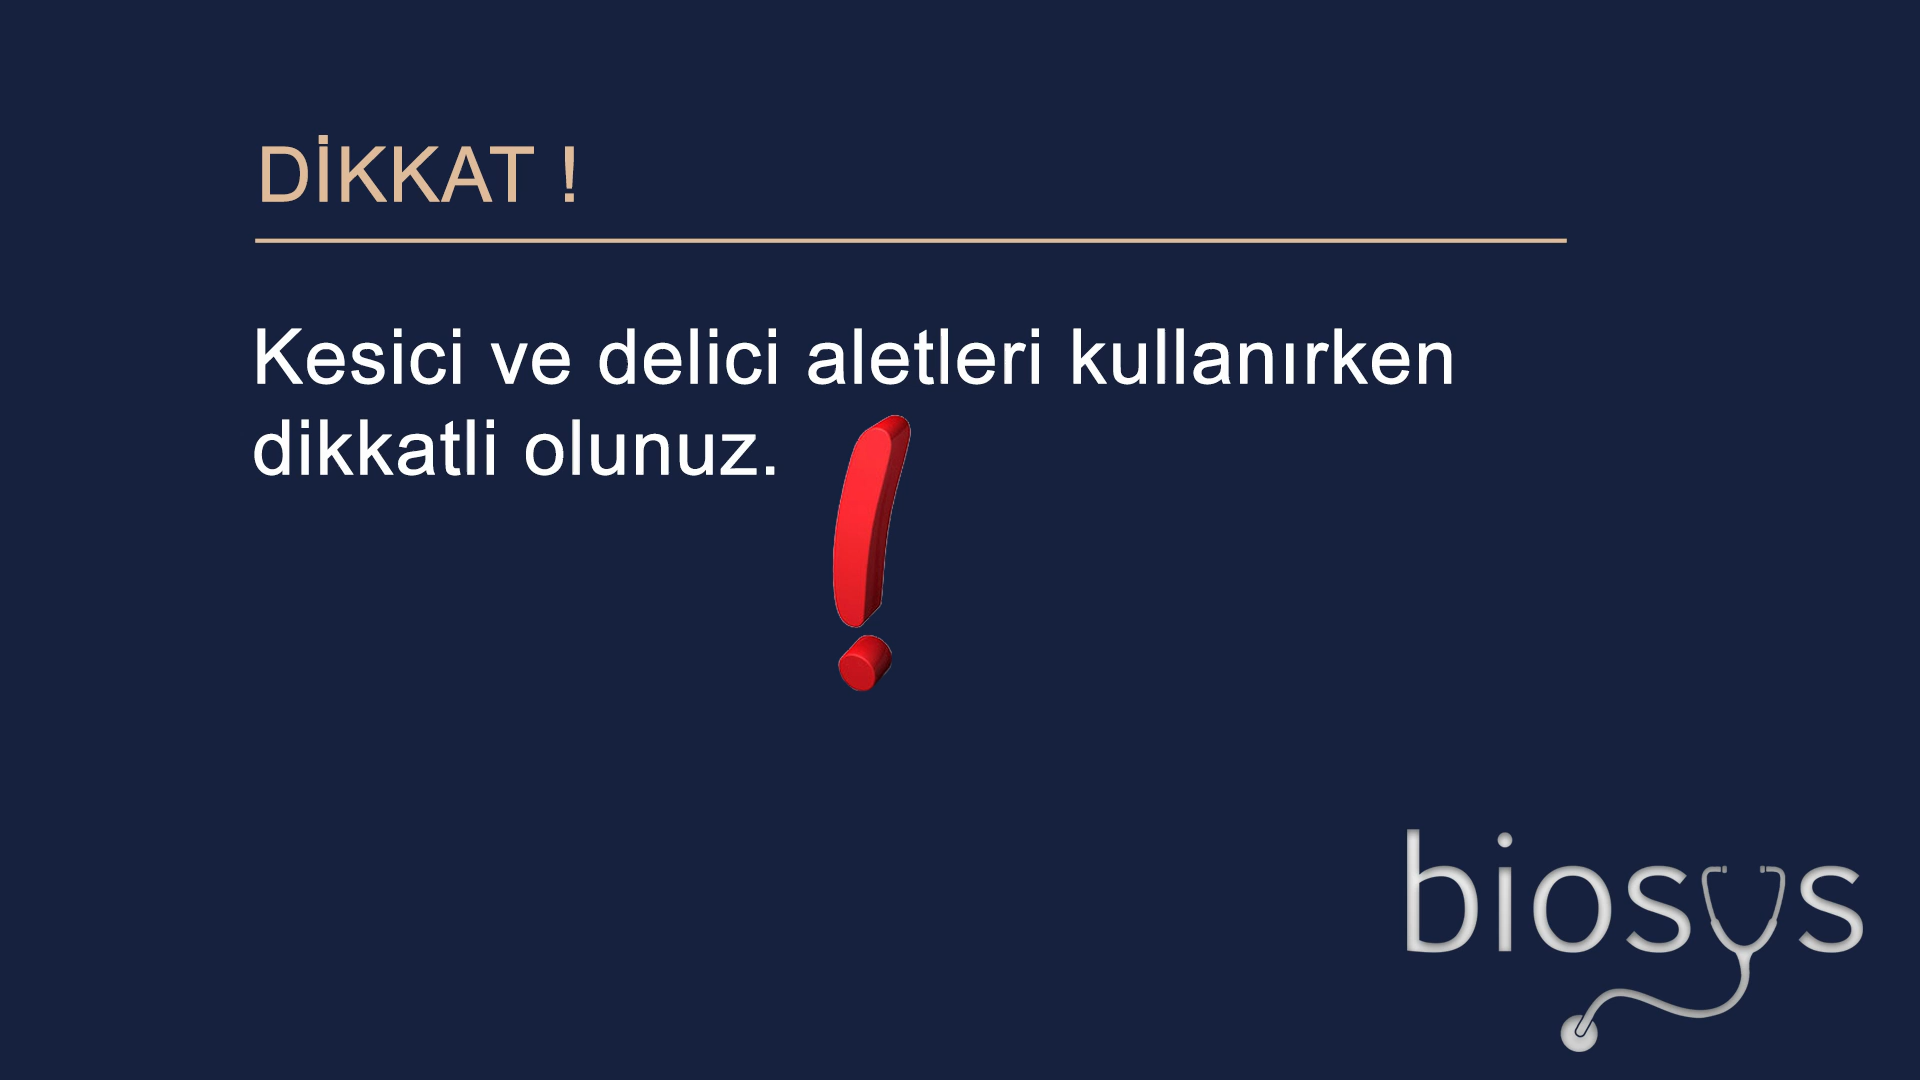 DİKKAT !
Kesici ve delici aletleri kullanırken
dikkatli olunuz.
biosys